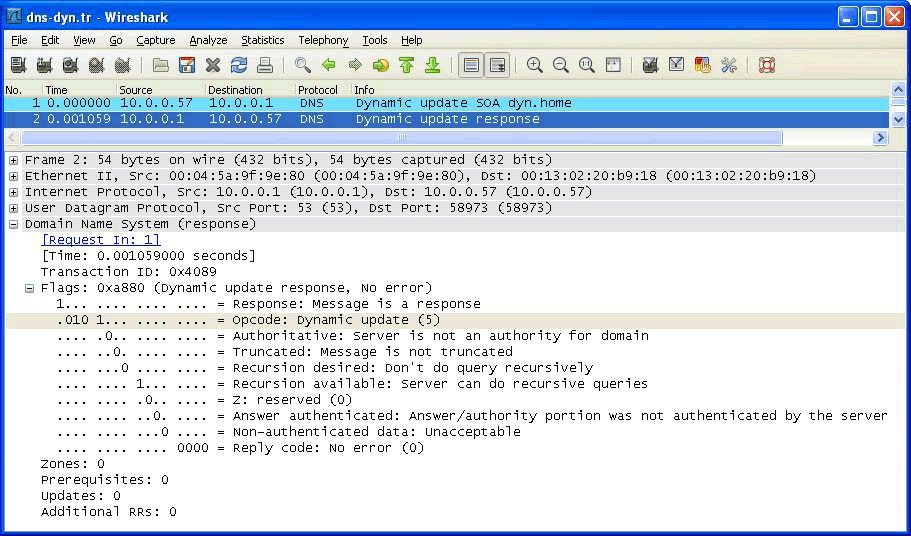 dns-dyn.tr - Wireshark
File Edit View Go Capture Analyze Statistics Telephony Tools Help
No. Time Source Destination Protocol Info
1 0.000000 10.0.0.57 10.0.0.1 DNS Dynamic update SOA dyn.home
2 0.001059 10.0.0.1 10.0.0.57 DNS Dynamic update response
Frame 2: 54 bytes on wire (432 bits), 54 bytes captured (432 bits)
Ethernet II, Src: 00:04:5a:9f:9e:80 (00:04:5a:9f:9e:80), Dst: 00:13:02:20:b9:18 (00:13:02:20:b9:18)
Internet Protocol, Src: 10.0.0.1 (10.0.0.1), Dst: 10.0.0.57 (10.0.0.57)
User Datagram Protocol, Src Port: 53 (53), Dst Port: 58973 (58973)
Domain Name System (response)
[Request In: 1]
[Time: 0.001059000 seconds]
Transaction ID: 0x4089
Flags: 0xa880 (Dynamic update response, No error)
1... .... .... .... = Response: Message is a response
.010 1... .... .... = Opcode: Dynamic update (5)
.... .0.. .... .... = Authoritative: Server is not an authority for domain
.... ..0. .... .... = Truncated: Message is not truncated
.... ...0 .... .... = Recursion desired: Don't do query recursively
.... .... 1... .... = Recursion available: Server can do recursive queries
.... .... .0.. .... = Z: reserved (0)
.... .... ..0. .... = Answer authenticated: Answer/authority portion was not authenticated by the server
.... .... ...0 .... = Non-authenticated data: Unacceptable
.... .... .... 0000 = Reply code: No error (0)
Zones: 0
Prerequisites: 0
Updates: 0
Additional RRs: 0